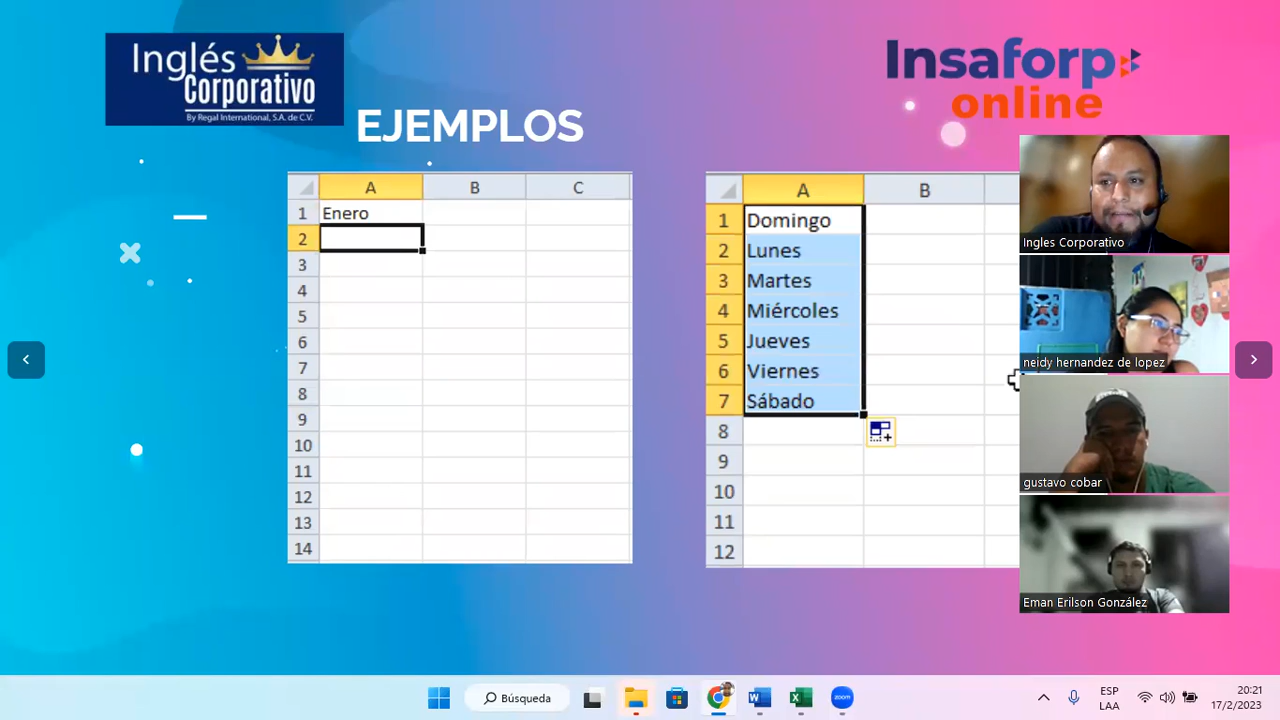 Inglés
Corporativo
By Regal International, S.A. de C.V.
Insaforp
online
EJEMPLOS
A B C
1 Enero
2
3
4
5
6
7
8
9
10
11
12
13
14
A B
1 Domingo
2 Lunes
3 Martes
4 Miércoles
5 Jueves
6 Viernes
7 Sábado
8
9
10
11
12
Ingles Corporativo
neidy hernandez de lopez
gustavo cobar
Eman Erilson González
Búsqueda
zoom
ESP
LAA
20:21
17/2/2023